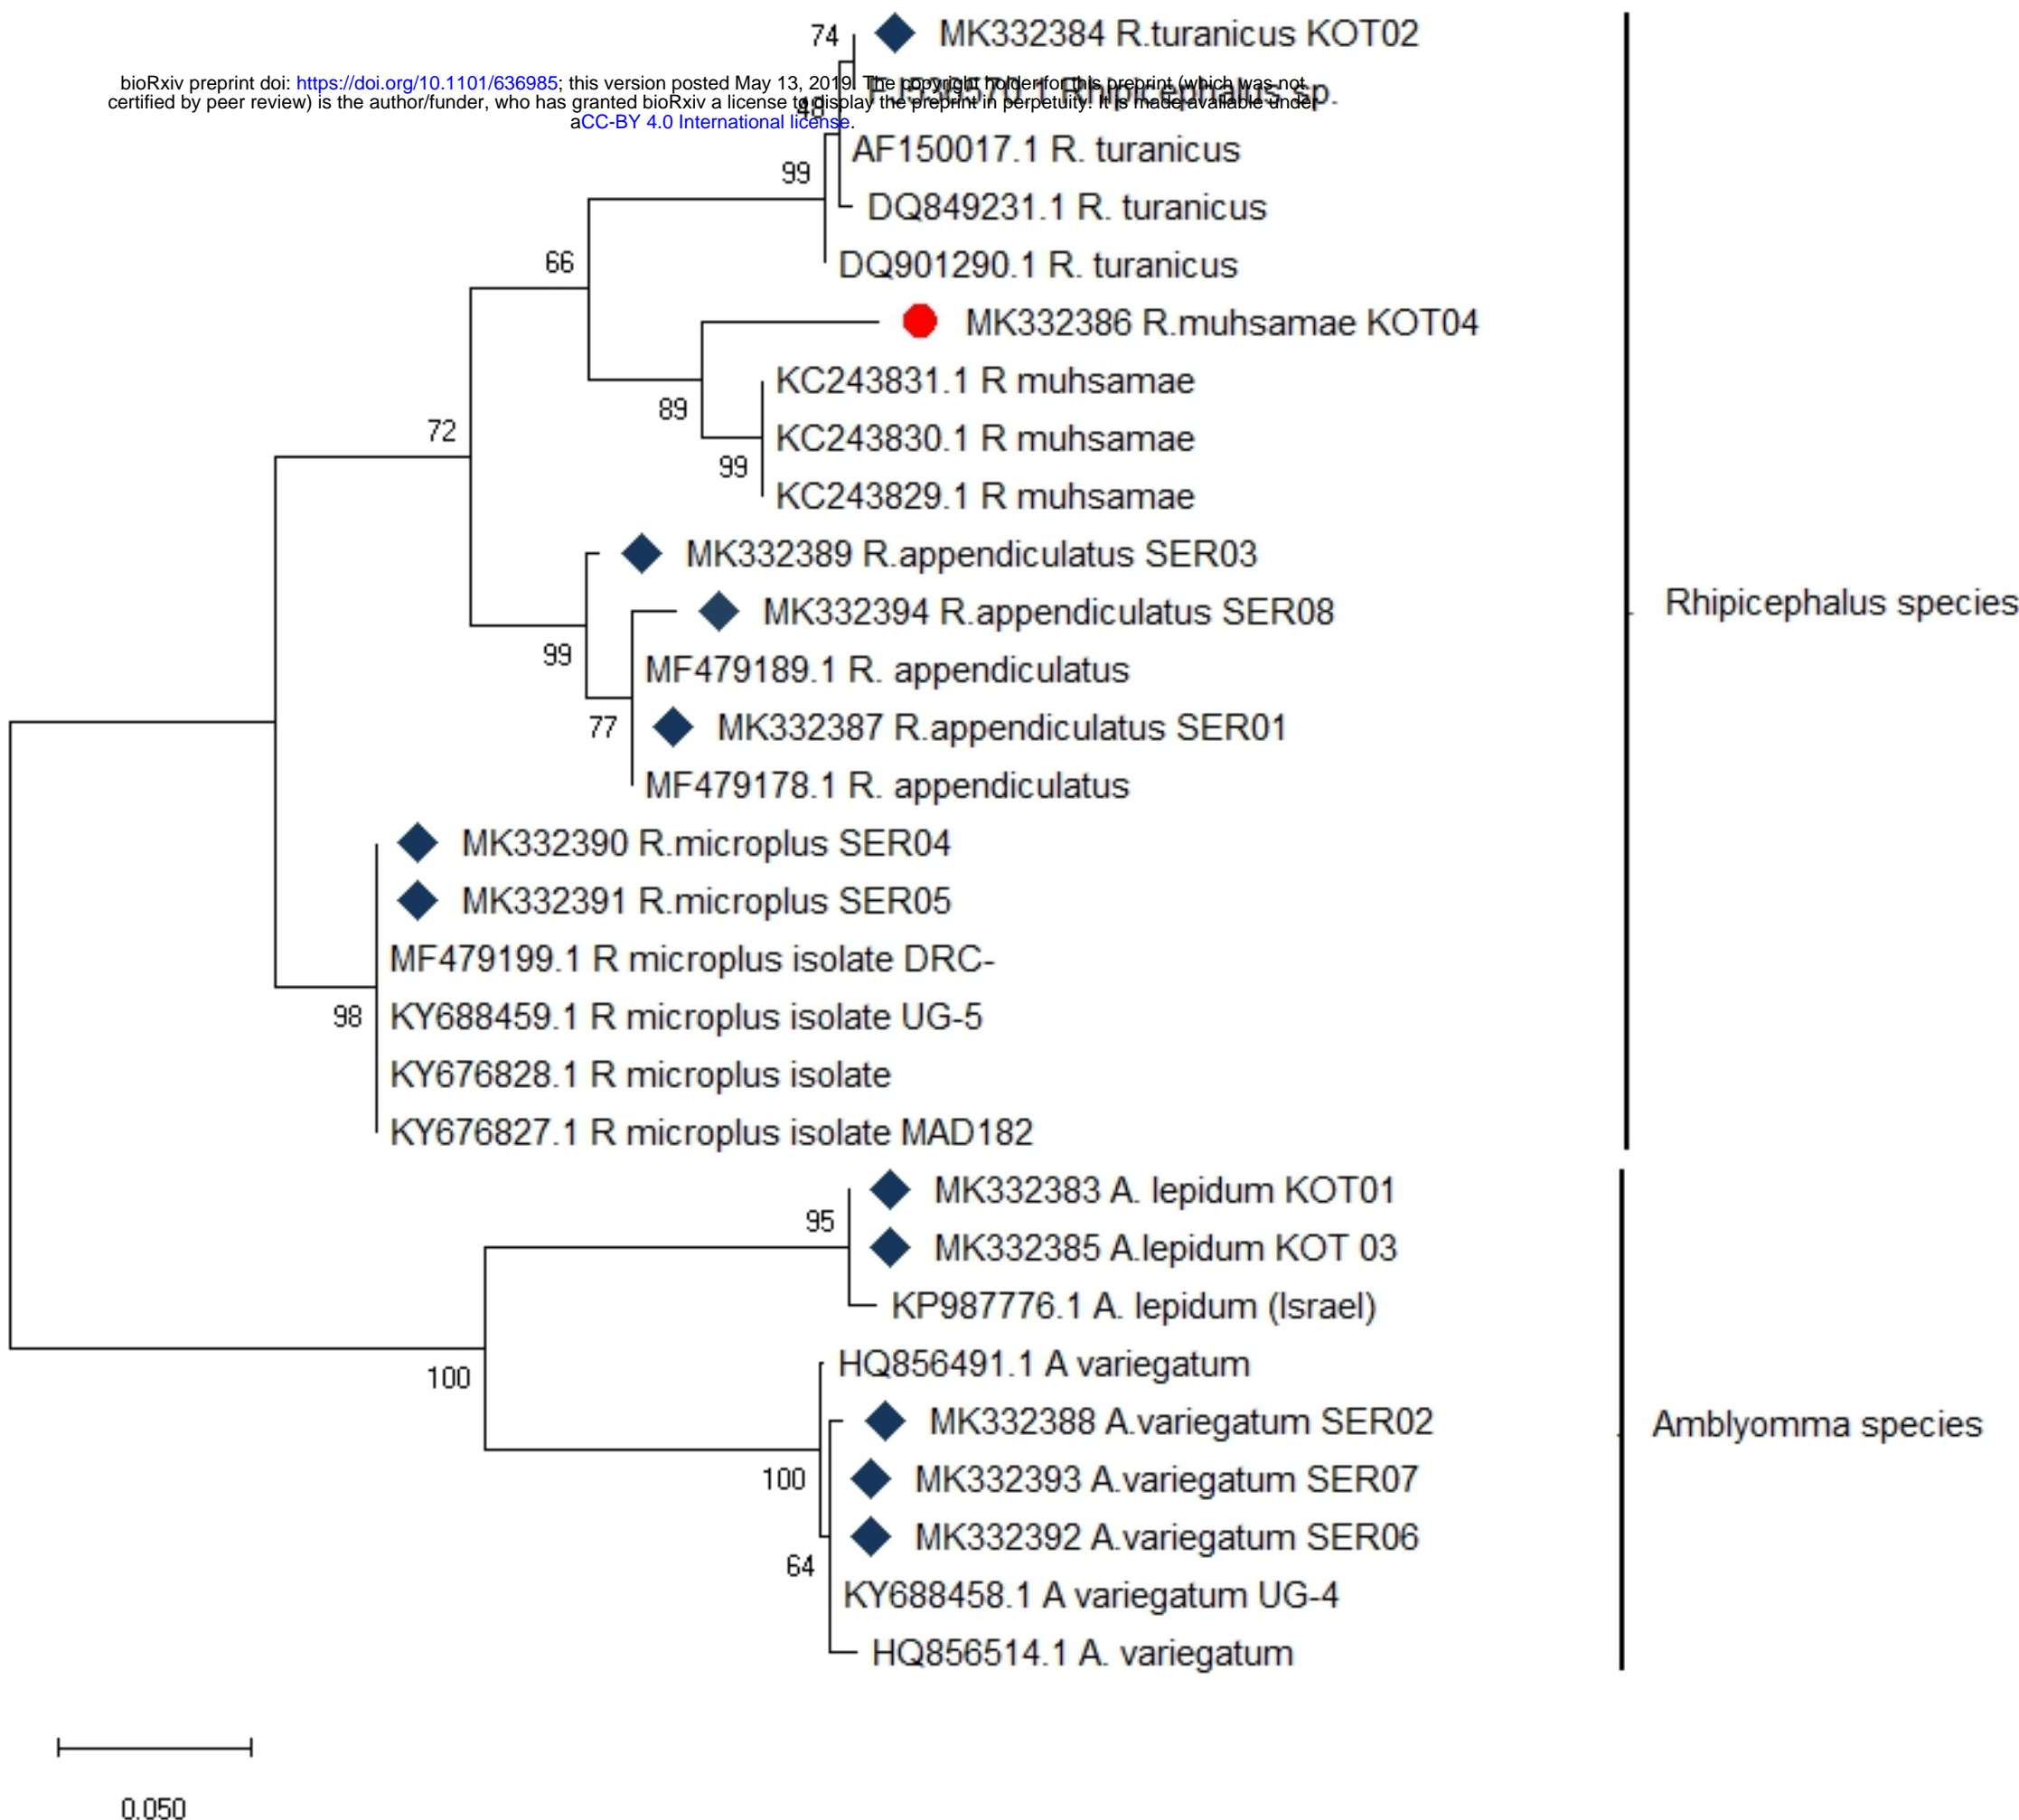 74
MK332384 R.turanicus KOT02
bioRxiv preprint doi: https://doi.org/10.1101/636985; this version posted May 13, 2019. The copyright holder for this preprint (which was not
certified by peer review) is the author/funder, who has granted bioRxiv a license to display the preprint in perpetuity. It is made available under
aCC-BY 4.0 International license.
Rhipicephalus sp.
48
AF150017.1 R. turanicus
99
DQ849231.1 R. turanicus
66
DQ901290.1 R. turanicus
MK332386 R.muhsamae KOT04
KC243831.1 R muhsamae
89
72
KC243830.1 R muhsamae
99
KC243829.1 R muhsamae
MK332389 R.appendiculatus SER03
Rhipicephalus species
MK332394 R.appendiculatus SER08
99
MF479189.1 R. appendiculatus
77
MK332387 R.appendiculatus SER01
MF479178.1 R. appendiculatus
MK332390 R.microplus SER04
MK332391 R.microplus SER05
MF479199.1 R microplus isolate DRC-
98
KY688459.1 R microplus isolate UG-5
KY676828.1 R microplus isolate
KY676827.1 R microplus isolate MAD182
MK332383 A. lepidum KOT01
95
MK332385 A.lepidum KOT 03
KP987776.1 A. lepidum (Israel)
100
HQ856491.1 A variegatum
MK332388 A.variegatum SER02
Amblyomma species
100
MK332393 A.variegatum SER07
MK332392 A.variegatum SER06
64
KY688458.1 A variegatum UG-4
HQ856514.1 A. variegatum
0.050